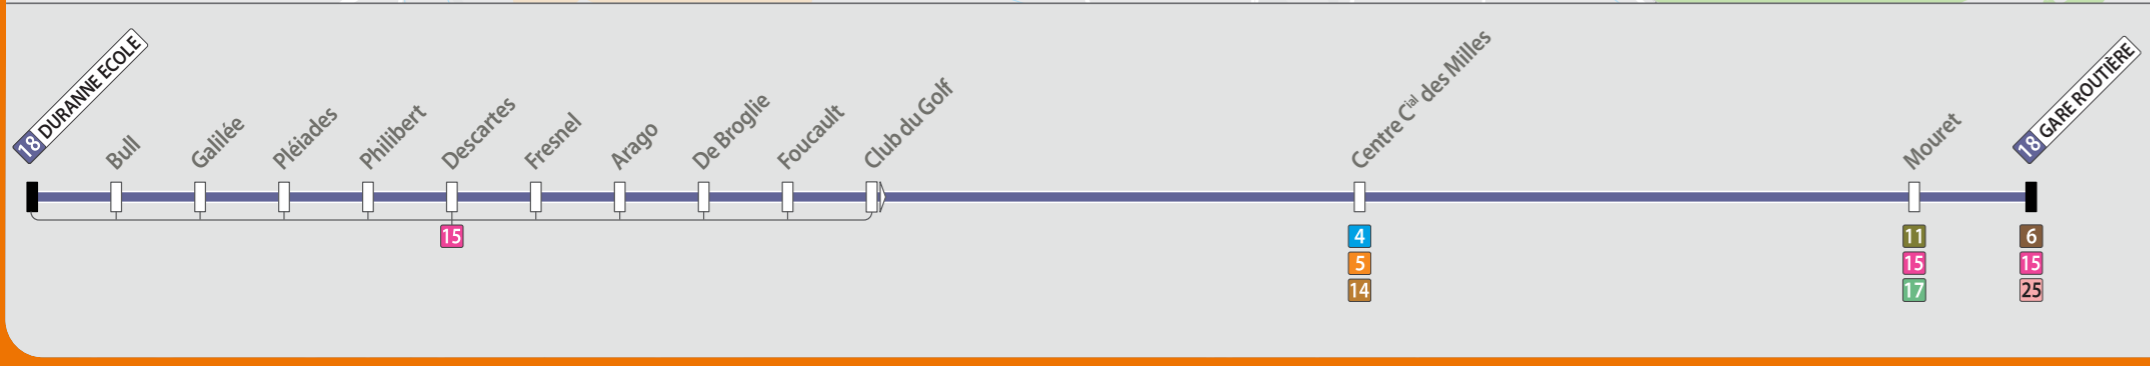 18 DURANNE ECOLE
Bull
Galilée
Pléiades
Philibert
Descartes
Fresnel
Arago
De Broglie
Foucault
Club du Golf
Centre Cial des Milles
Mouret
18 GARE ROUTIÈRE
15
4
5
14
11
15
17
6
15
25